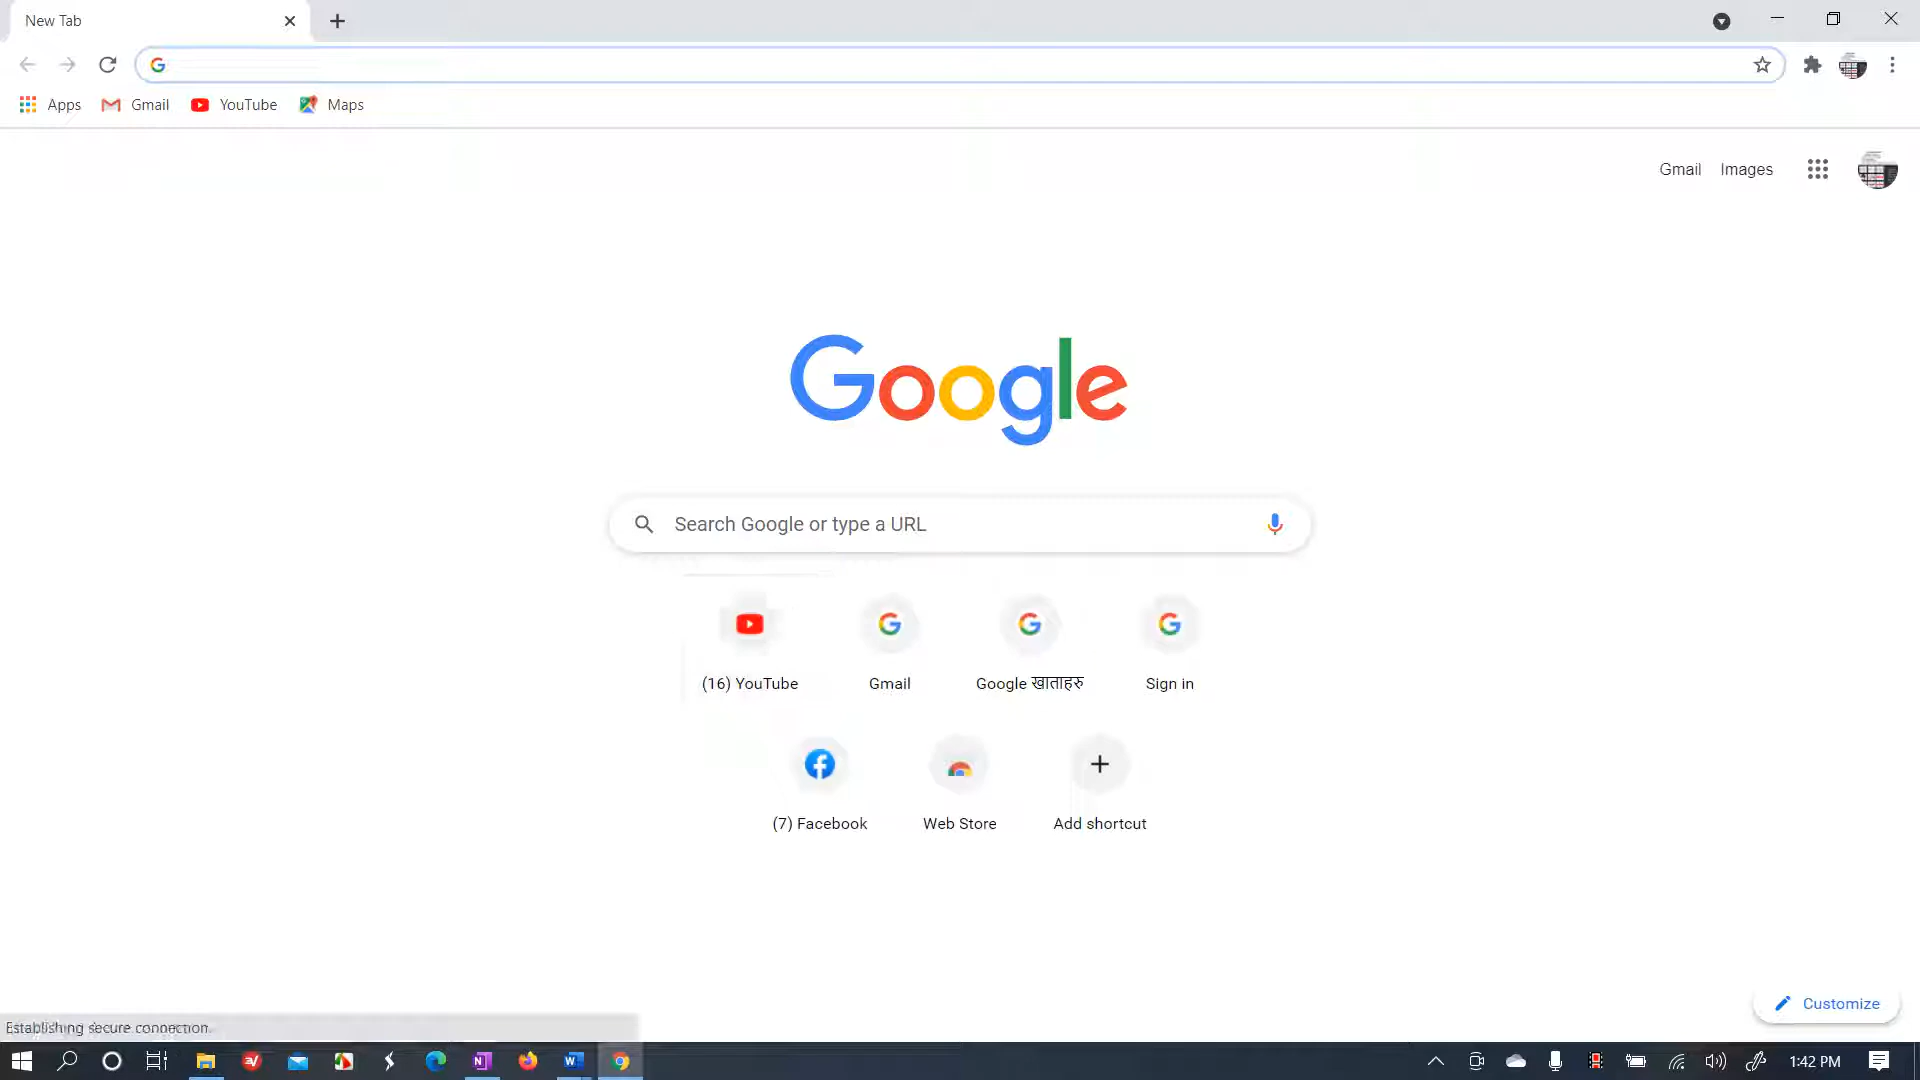 New Tab
Apps Gmail YouTube Maps
Gmail Images
Google
Search Google or type a URL
(16) YouTube Gmail Google खाताहरु Sign in
(7) Facebook Web Store Add shortcut
Customize
Establishing secure connection...
1:42 PM